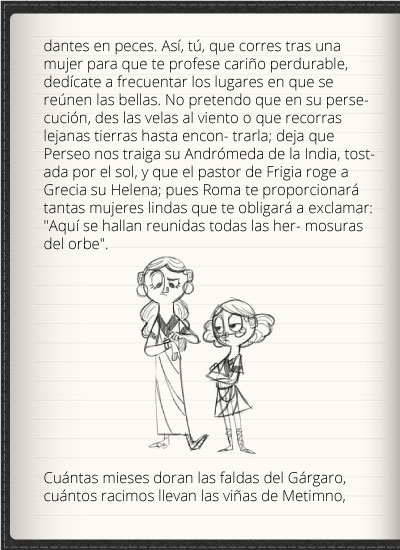 dantes en peces. Así, tú, que corres tras una
mujer para que te profese cariño perdurable,
dedícate a frecuentar los lugares en que se
reúnen las bellas. No pretendo que en su perse-
cución, des las velas al viento o que recorras
lejanas tierras hasta encon- trarla; deja que
Perseo nos traiga su Andrómeda de la India, tost-
ada por el sol, y que el pastor de Frigia roge a
Grecia su Helena; pues Roma te proporcionará
tantas mujeres lindas que te obligará a exclamar:
"Aquí se hallan reunidas todas las her- mosuras
del orbe".
Cuántas mieses doran las faldas del Gárgaro,
cuántos racimos llevan las viñas de Metimno,